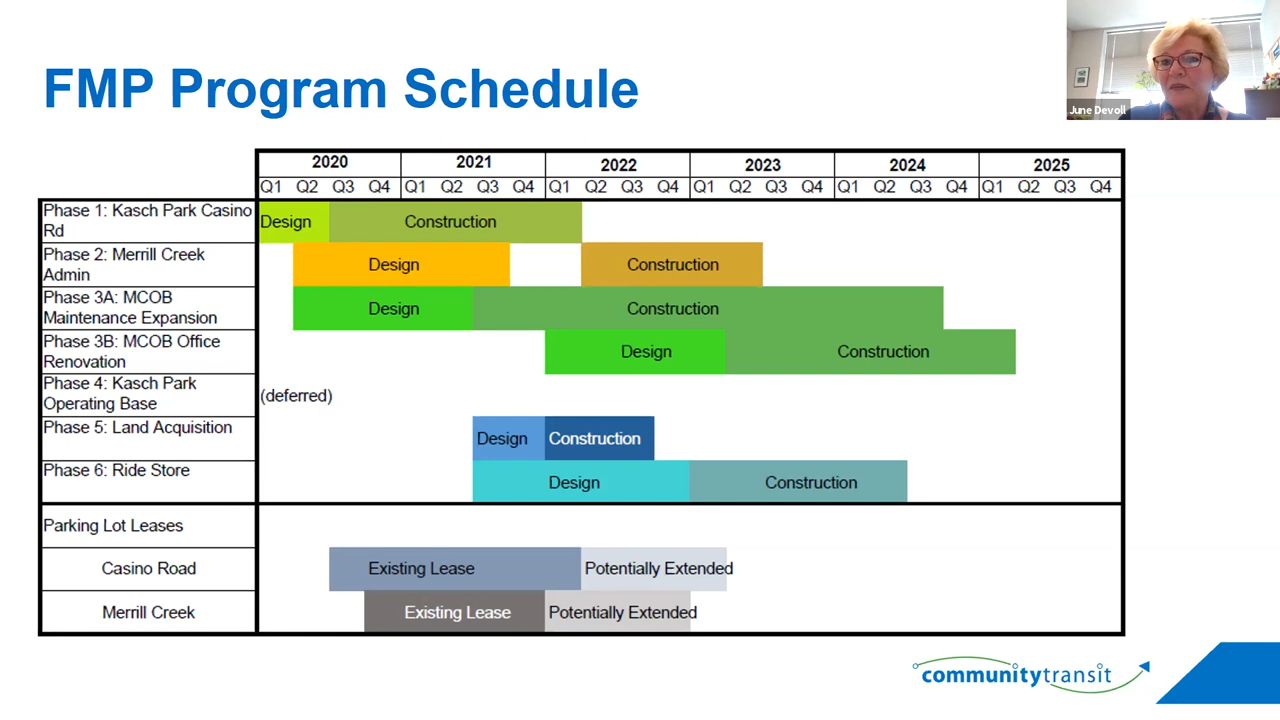 FMP Program Schedule
June Devoll
2020 2021 2022 2023 2024 2025
Q1 Q2 Q3 Q4 Q1 Q2 Q3 Q4 Q1 Q2 Q3 Q4 Q1 Q2 Q3 Q4 Q1 Q2 Q3 Q4 Q1 Q2 Q3 Q4
Phase 1: Kasch Park Casino
Rd
Design Construction
Phase 2: Merrill Creek
Admin
Design Construction
Phase 3A: MCOB
Maintenance Expansion
Design Construction
Phase 3B: MCOB Office
Renovation
Design Construction
Phase 4: Kasch Park
Operating Base
(deferred)
Phase 5: Land Acquisition
Design Construction
Phase 6: Ride Store
Design Construction
Parking Lot Leases
Casino Road Existing Lease Potentially Extended
Merrill Creek Existing Lease Potentially Extended
communitytransit